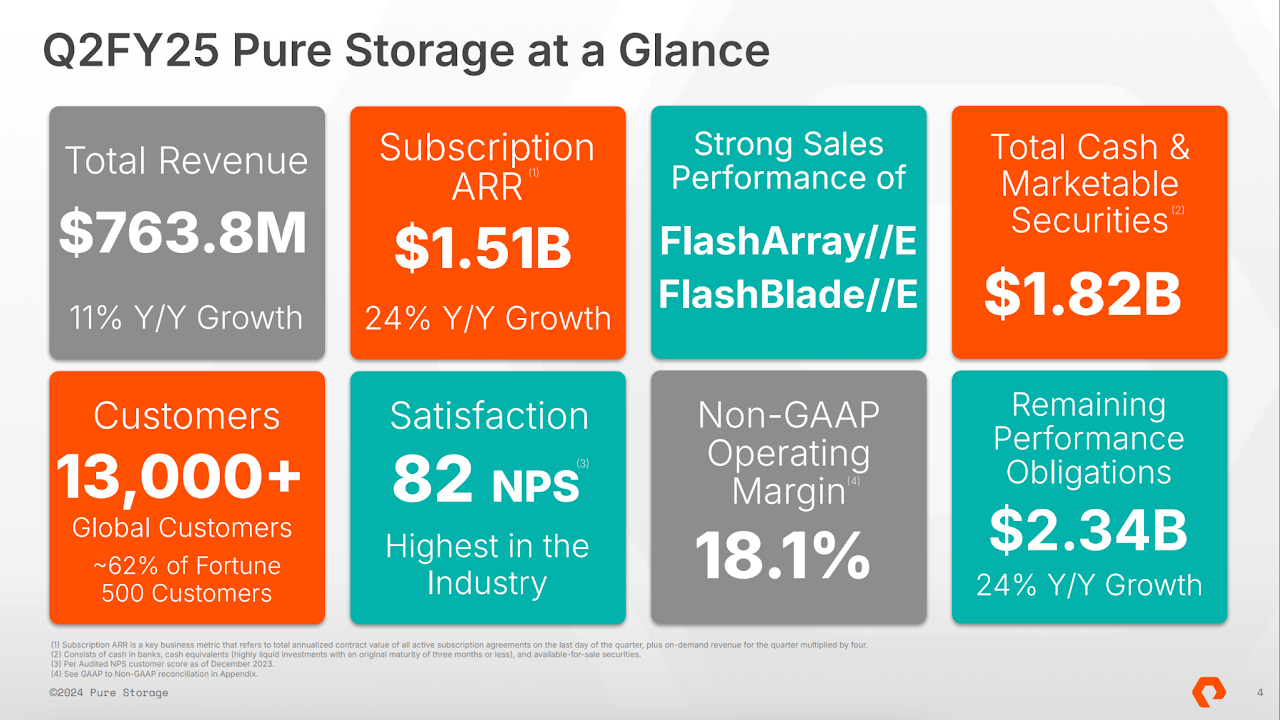 Q2FY25 Pure Storage at a Glance
Total Revenue
$763.8M
11% Y/Y Growth
Subscription
ARR (1)
$1.51B
24% Y/Y Growth
Strong Sales
Performance of
FlashArray//E
FlashBlade//E
Total Cash &
Marketable
Securities (2)
$1.82B
Customers
13,000+
Global Customers
~62% of Fortune
500 Customers
Satisfaction
82 NPS (3)
Highest in the
Industry
Non-GAAP
Operating
Margin (4)
18.1%
Remaining
Performance
Obligations
$2.34B
24% Y/Y Growth
(1) Subscription ARR is a key business metric that refers to total annualized contract value of all active subscription agreements on the last day of the quarter, plus on-demand revenue for the quarter multiplied by four.
(2) Consists of cash in banks, cash equivalents (highly liquid investments with an original maturity of three months or less), and available-for-sale securities.
(3) Per Audited NPS customer score as of December 2023.
(4) See GAAP to Non-GAAP reconciliation in Appendix.
©2024 Pure Storage
4